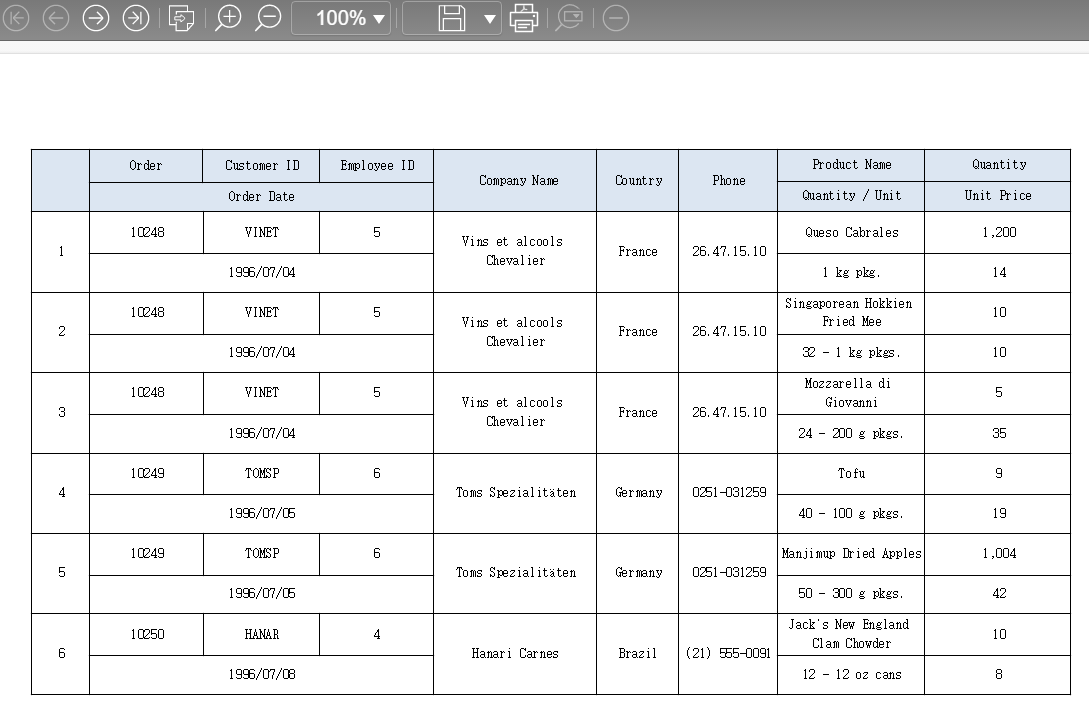 100%
Order Customer ID Employee ID Company Name Country Phone Product Name Quantity
Order Date Quantity / Unit Unit Price
1 10248 VINET 5 Vins et alcools Chevalier France 26.47.15.10 Queso Cabrales 1,200
1996/07/04 1 kg pkg. 14
2 10248 VINET 5 Vins et alcools Chevalier France 26.47.15.10 Singaporean Hokkien Fried Mee 10
1996/07/04 32 - 1 kg pkgs. 10
3 10248 VINET 5 Vins et alcools Chevalier France 26.47.15.10 Mozzarella di Giovanni 5
1996/07/04 24 - 200 g pkgs. 35
4 10249 TOMSP 6 Toms Spezialitäten Germany 0251-031259 Tofu 9
1996/07/05 40 - 100 g pkgs. 19
5 10249 TOMSP 6 Toms Spezialitäten Germany 0251-031259 Manjimup Dried Apples 1,004
1996/07/05 50 - 300 g pkgs. 42
6 10250 HANAR 4 Hanari Carnes Brazil (21) 555-0091 Jack's New England Clam Chowder 10
1996/07/08 12 - 12 oz cans 8